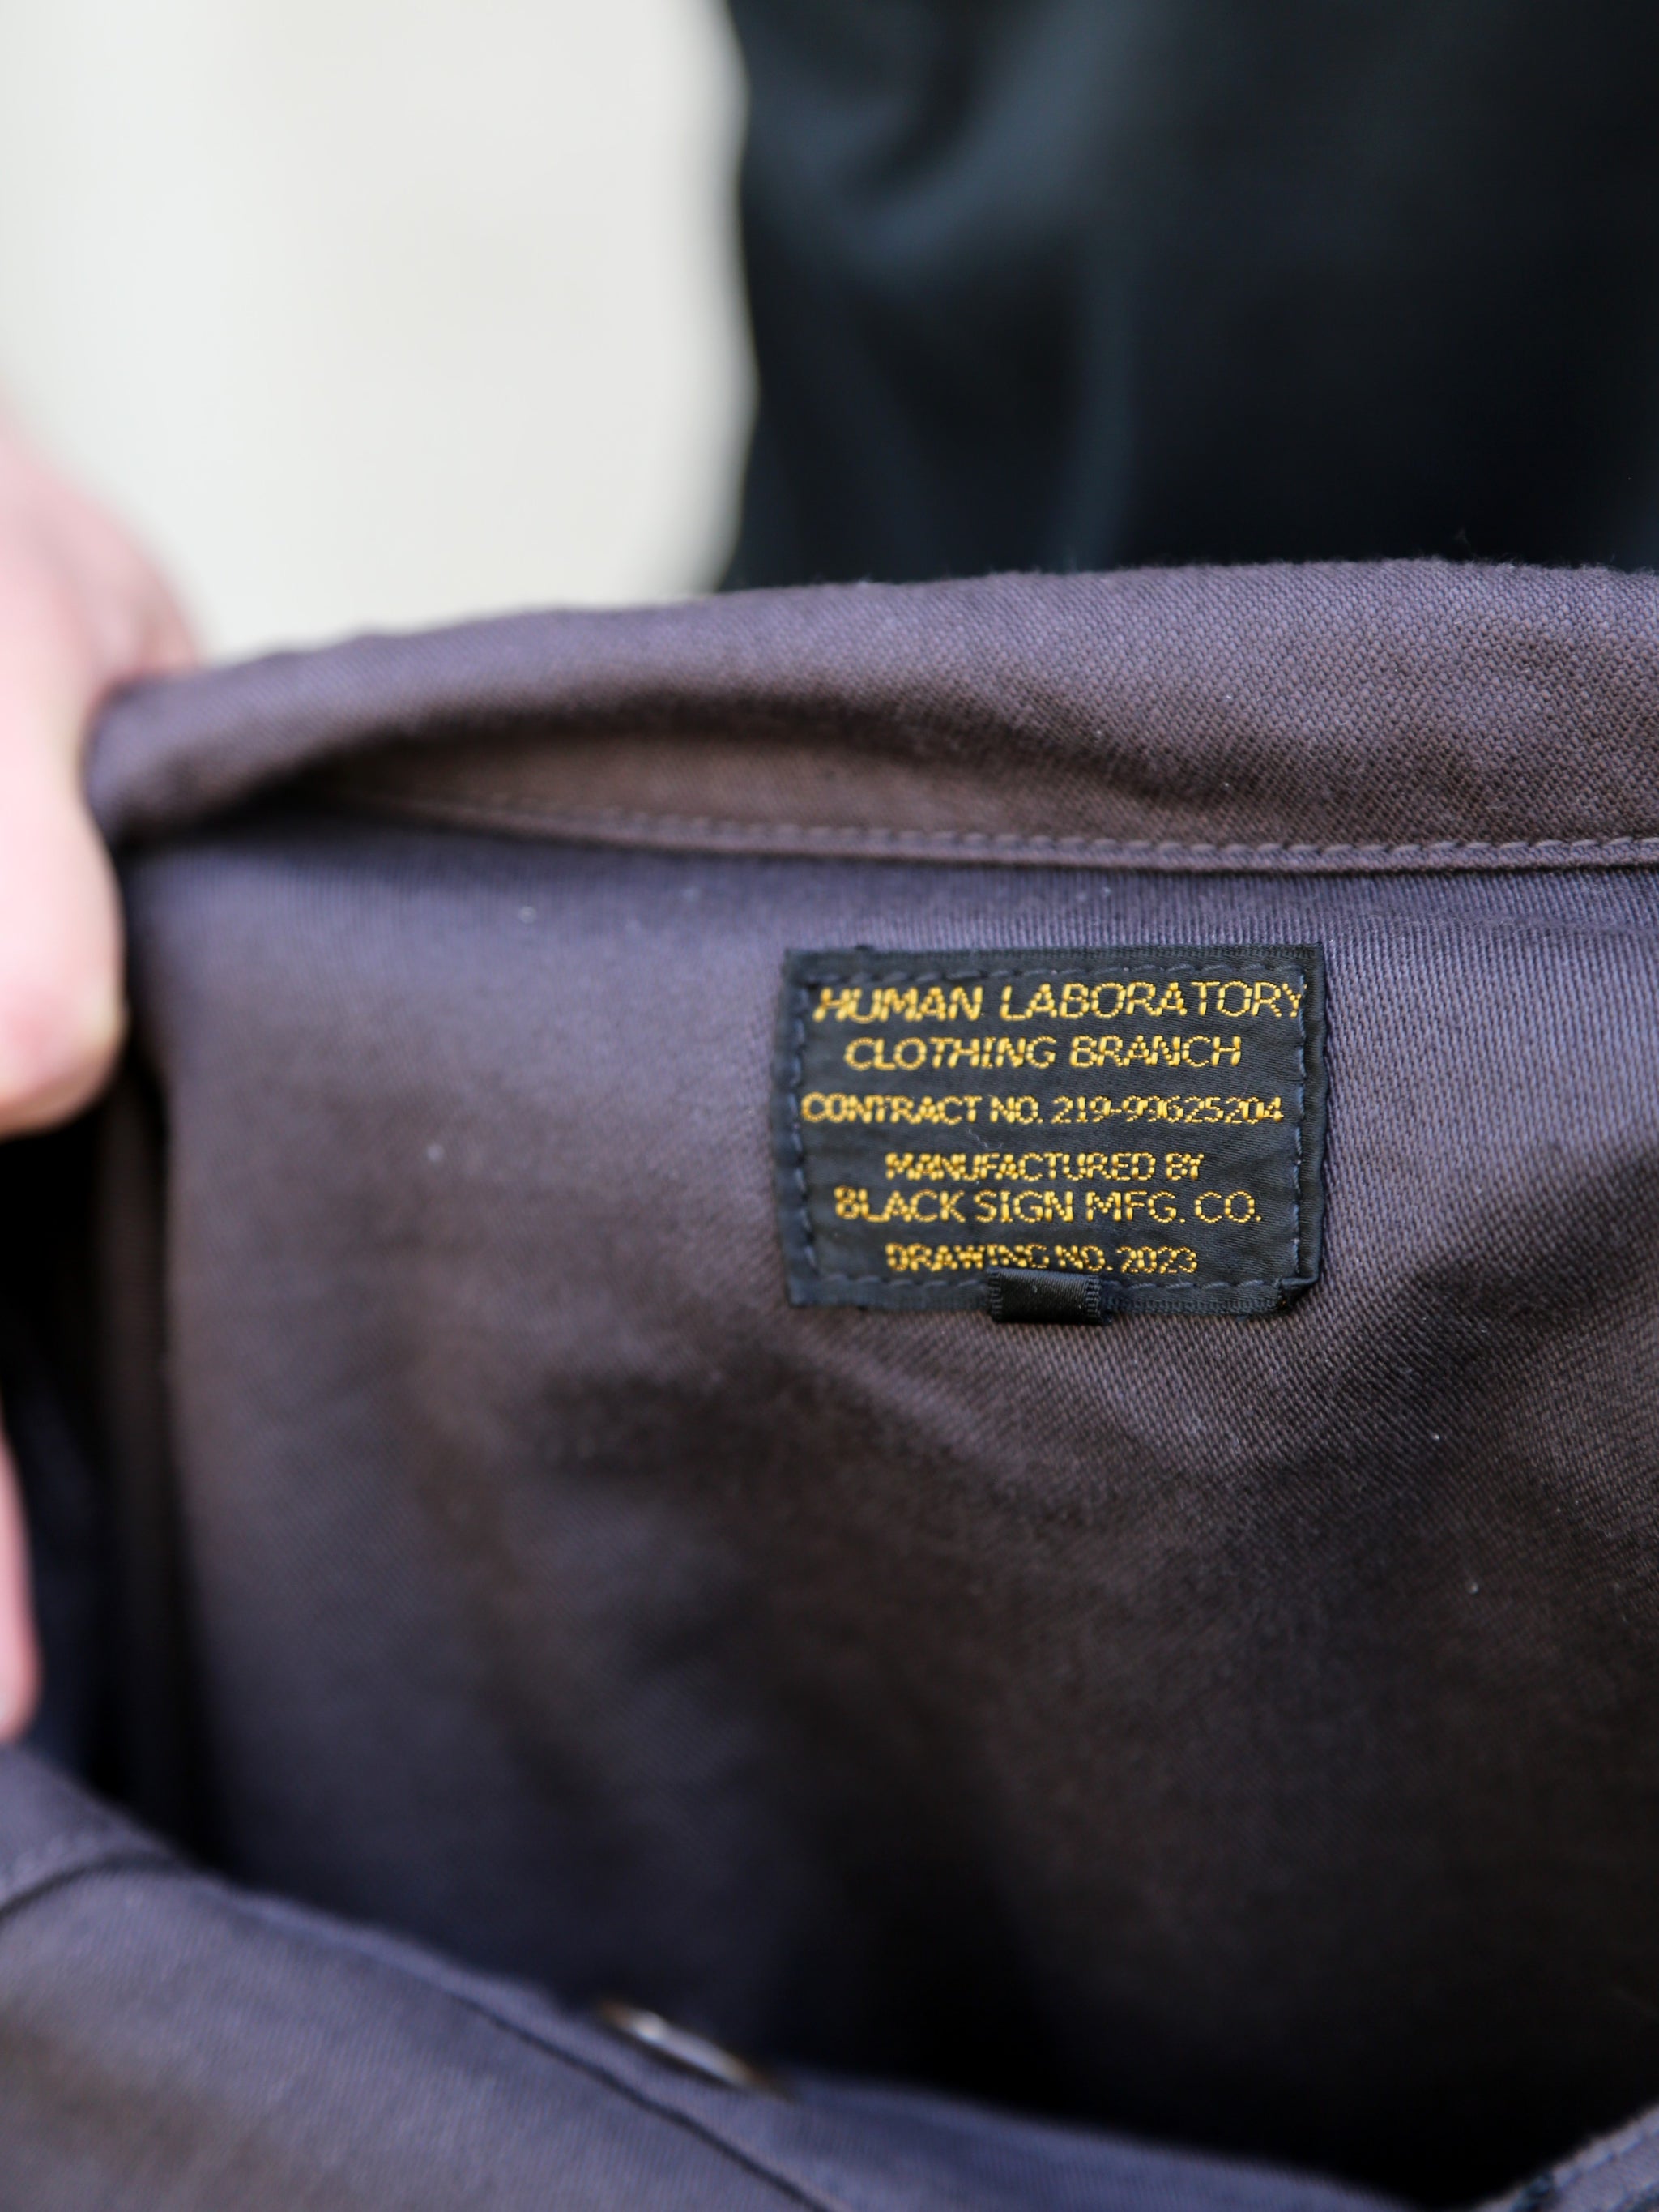 HUMAN LABORATORY
CLOTHING BRANCH
CONTRACT NO. 219-99625204
MANUFACTURED BY
BLACK SIGN MFG. CO.
DRAWING NO. 2023